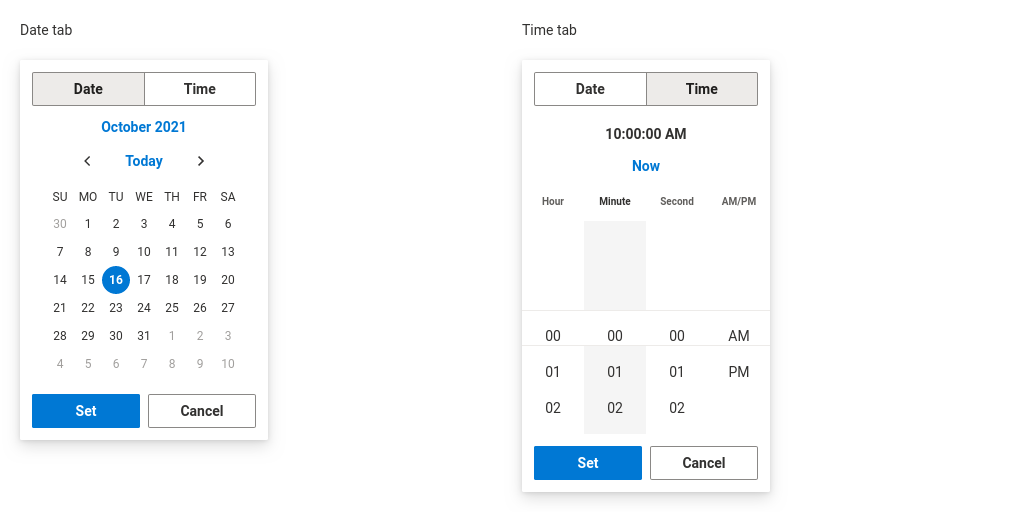 Date tab
Date Time
October 2021
Today
SU MO TU WE TH FR SA
30 1 2 3 4 5 6
7 8 9 10 11 12 13
14 15 16 17 18 19 20
21 22 23 24 25 26 27
28 29 30 31 1 2 3
4 5 6 7 8 9 10
Set Cancel
Time tab
Date Time
10:00:00 AM
Now
Hour Minute Second AM/PM
00 00 00 AM
01 01 01 PM
02 02 02
Set Cancel